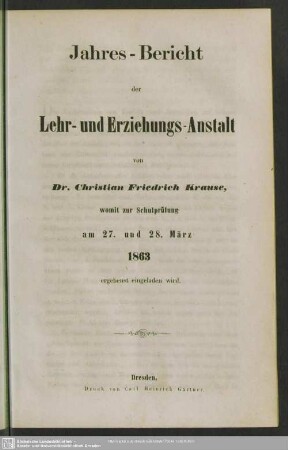 Jahres-Bericht
der
Lehr- und Erziehungs-Anstalt
von
Dr. Christian Friedrich Krause,
womit zur Schulprüfung
am 27. und 28. März
1863
ergebenst eingeladen wird.
Dresden,
Druck von Carl Heinrich Gärtner